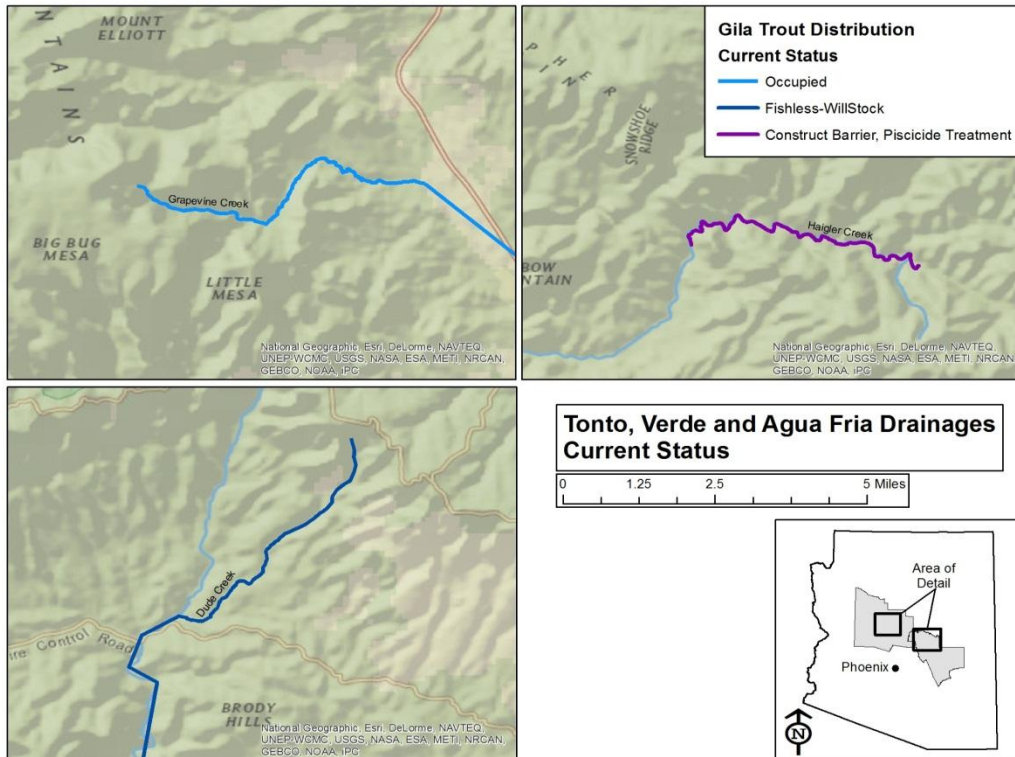 MOUNT
ELLIOTT
NTAINS
Grapevine Creek
BIG BUG
MESA
LITTLE
MESA
National Geographic, Esri, DeLorme, NAVTEQ,
UNEP-WCMC, USGS, NASA, ESA, METI, NRCAN,
GEBCO, NOAA, iPC
Gila Trout Distribution
Current Status
Occupied
Fishless-WillStock
Construct Barrier, Piscicide Treatment
PHER
PIN
SNOWSHOE
RIDGE
Haigler Creek
BOW
NTAIN
National Geographic, Esri, DeLorme, NAVTEQ,
UNEP-WCMC, USGS, NASA, ESA, METI, NRCAN,
GEBCO, NOAA, iPC
Dude Creek
ire Control Road
BRODY
HILLS
National Geographic, Esri, DeLorme, NAVTEQ,
UNEP-WCMC, USGS, NASA, ESA, METI, NRCAN,
GEBCO, NOAA, iPC
Tonto, Verde and Agua Fria Drainages
Current Status
0 1.25 2.5 5 Miles
Area of
Detail
Phoenix
N